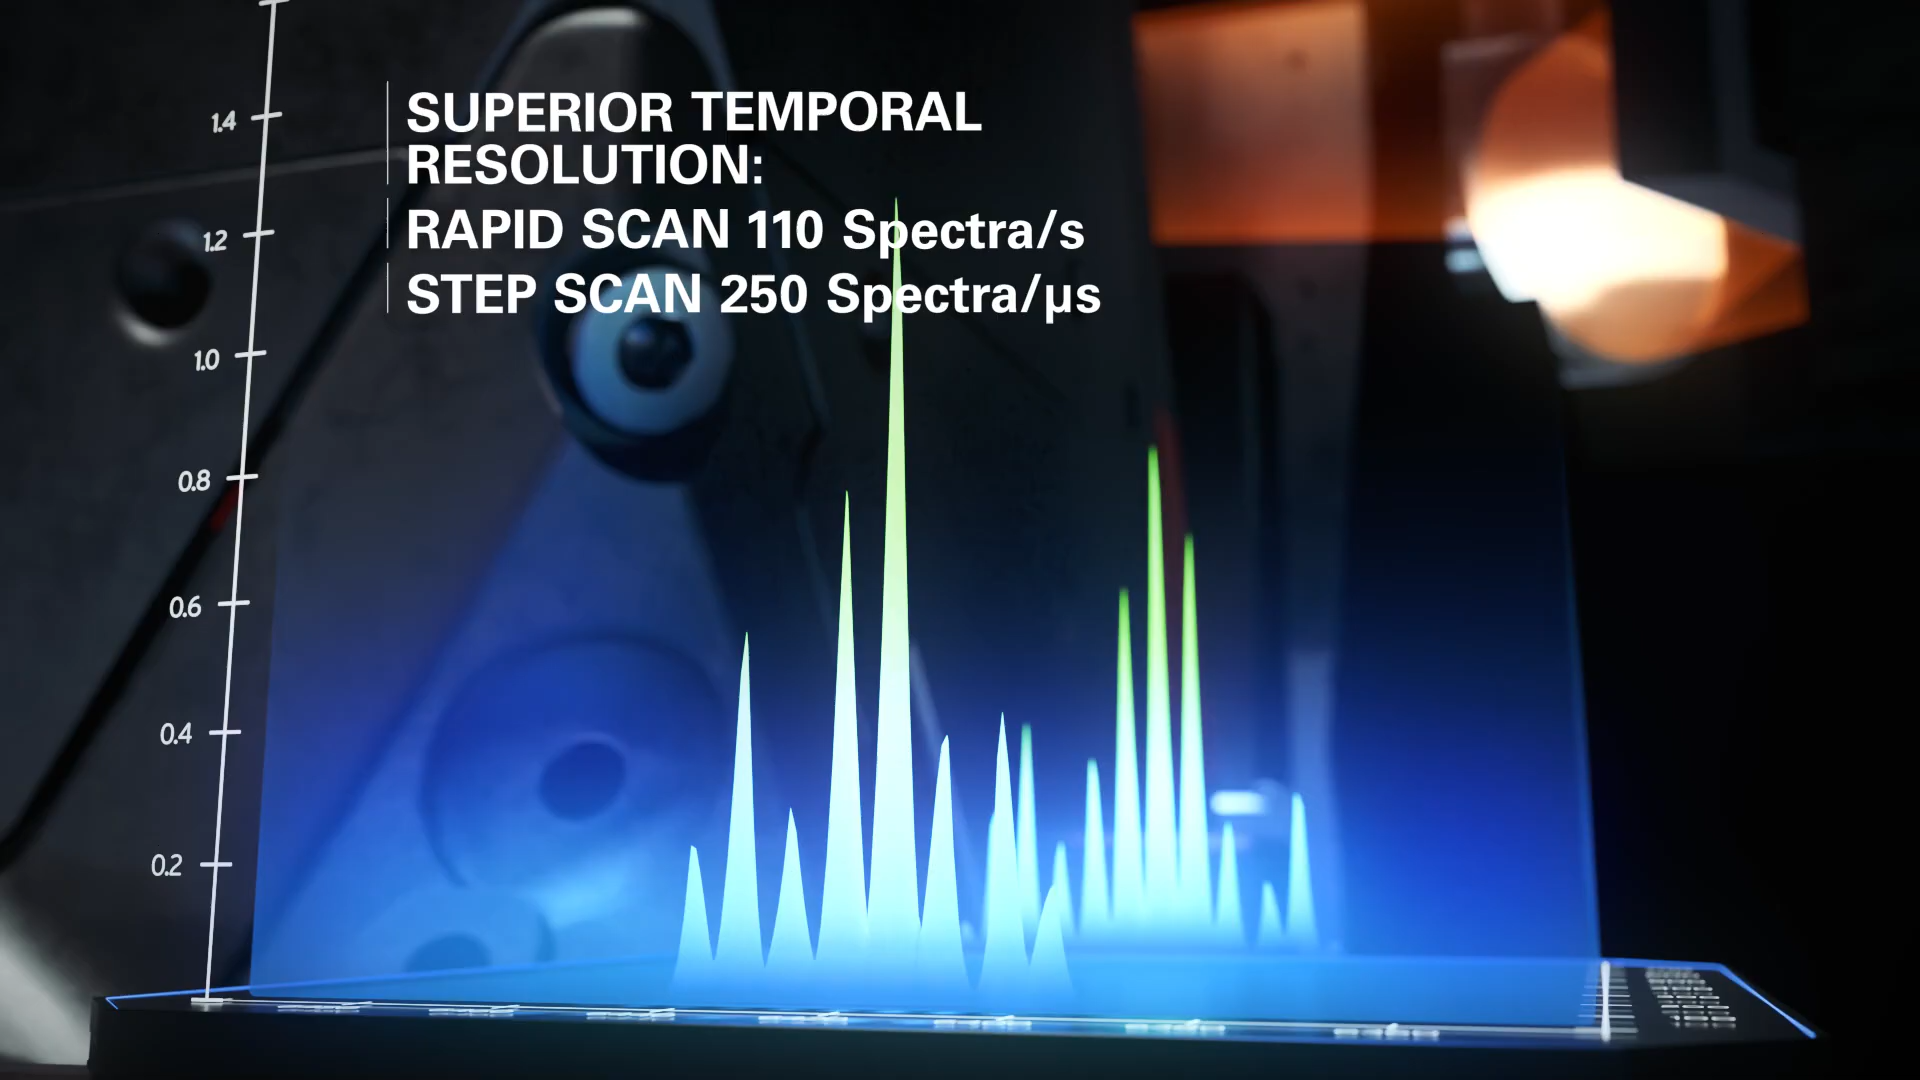 SUPERIOR TEMPORAL
RESOLUTION:
RAPID SCAN 110 Spectra/s
STEP SCAN 250 Spectra/µs
1.4
1.2
1.0
0.8
0.6
0.4
0.2